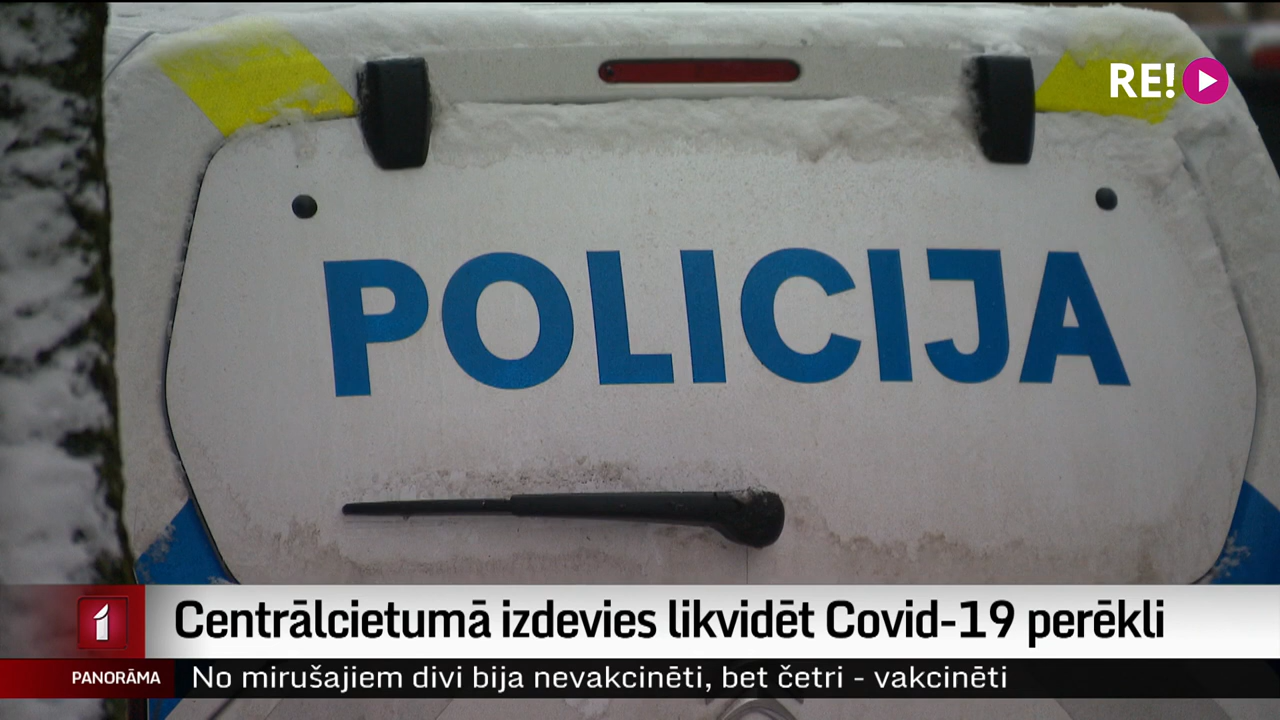 RE!
POLICIJA
1
Centrālcietumā izdevies likvidēt Covid-19 perēkli
PANORĀMA
No mirušajiem divi bija nevakcinēti, bet četri - vakcinēti